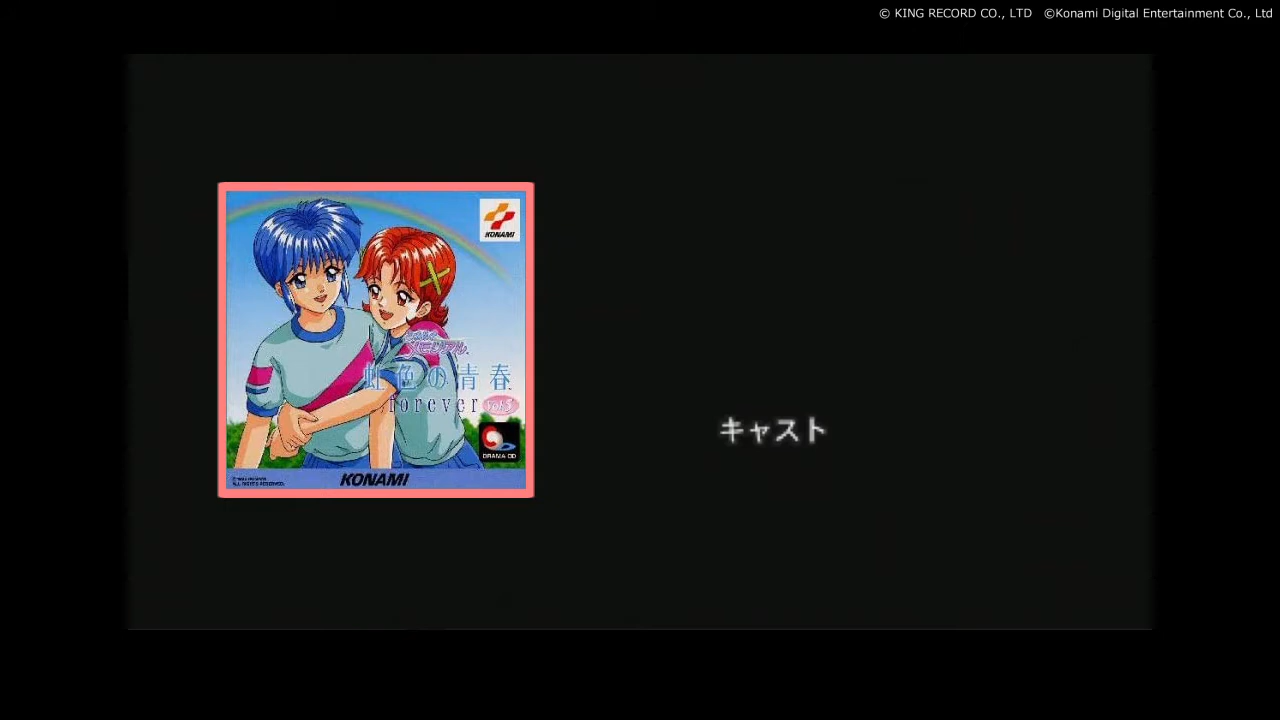 © KING RECORD CO., LTD ©Konami Digital Entertainment Co., Ltd
KONAMI
ときめき
メモリアル
虹色の青春
forever vol.5
DRAMA CD
KONAMI
キャスト